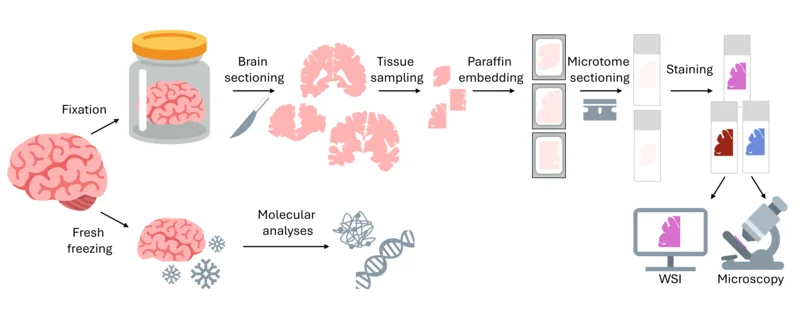 Fixation
Brain
sectioning
Tissue
sampling
Paraffin
embedding
Microtome
sectioning
Staining
Fresh
freezing
Molecular
analyses
WSI
Microscopy